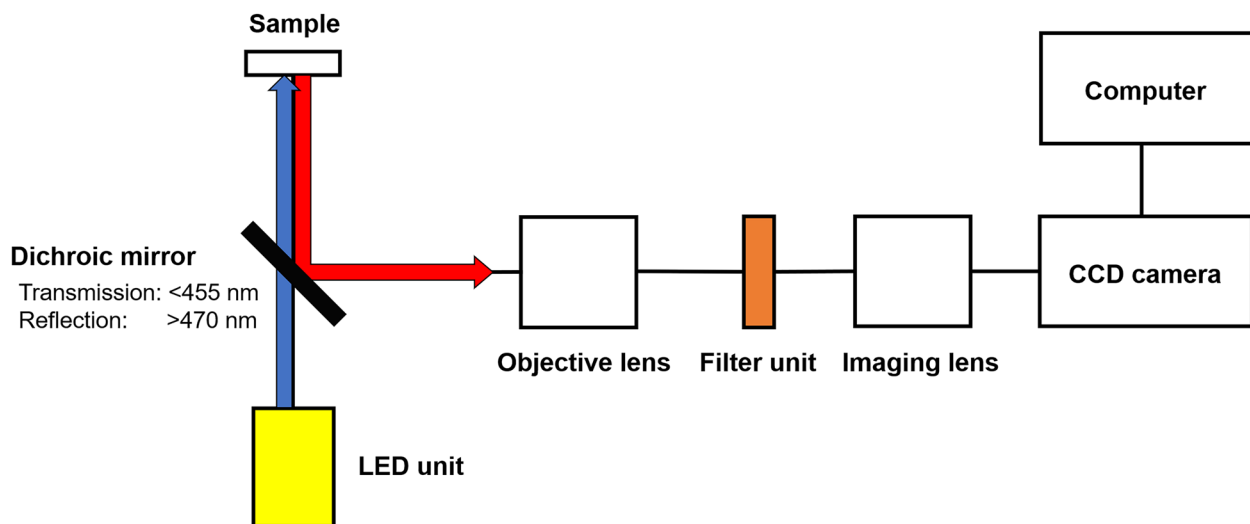 Sample
Computer
Dichroic mirror
Transmission: <455 nm
Reflection: >470 nm
CCD camera
Objective lens
Filter unit
Imaging lens
LED unit